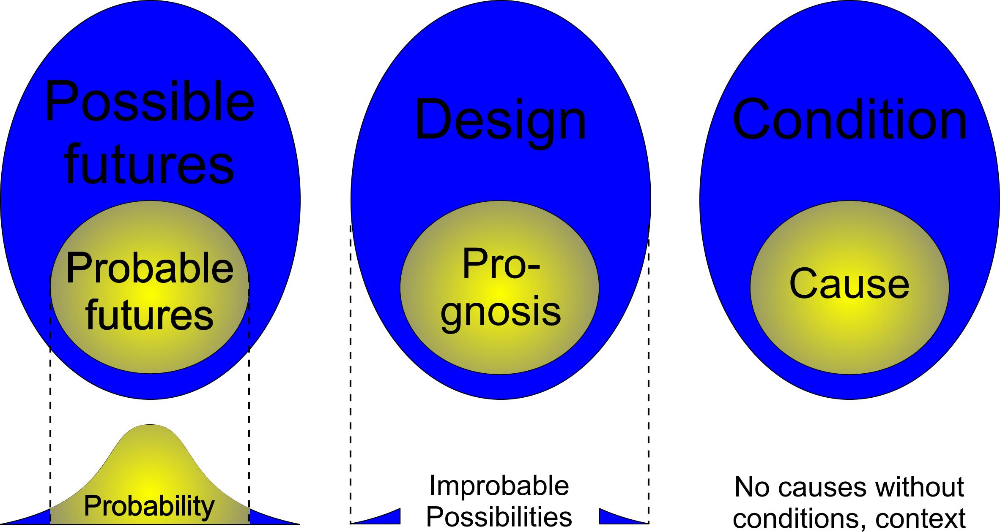 Possible
futures
Probable
futures
Probability
Design
Pro-
gnosis
Improbable
Possibilities
Condition
Cause
No causes without
conditions, context